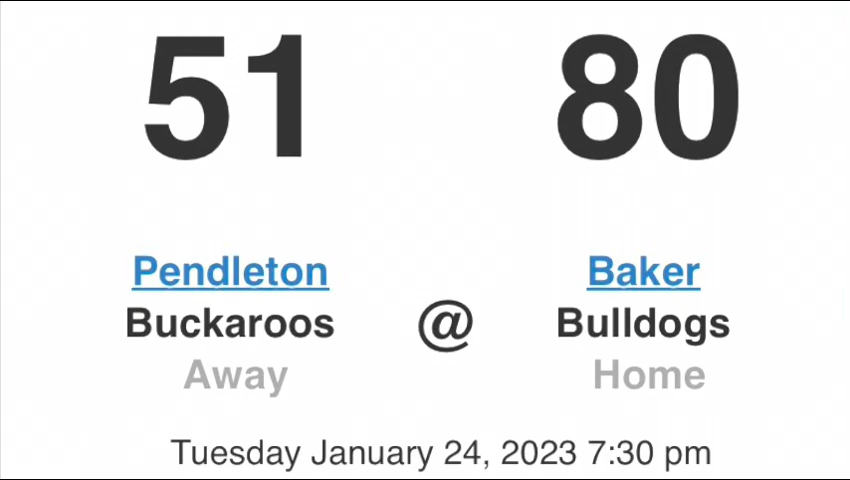 51 80
Pendleton Baker
Buckaroos @ Bulldogs
Away Home
Tuesday January 24, 2023 7:30 pm